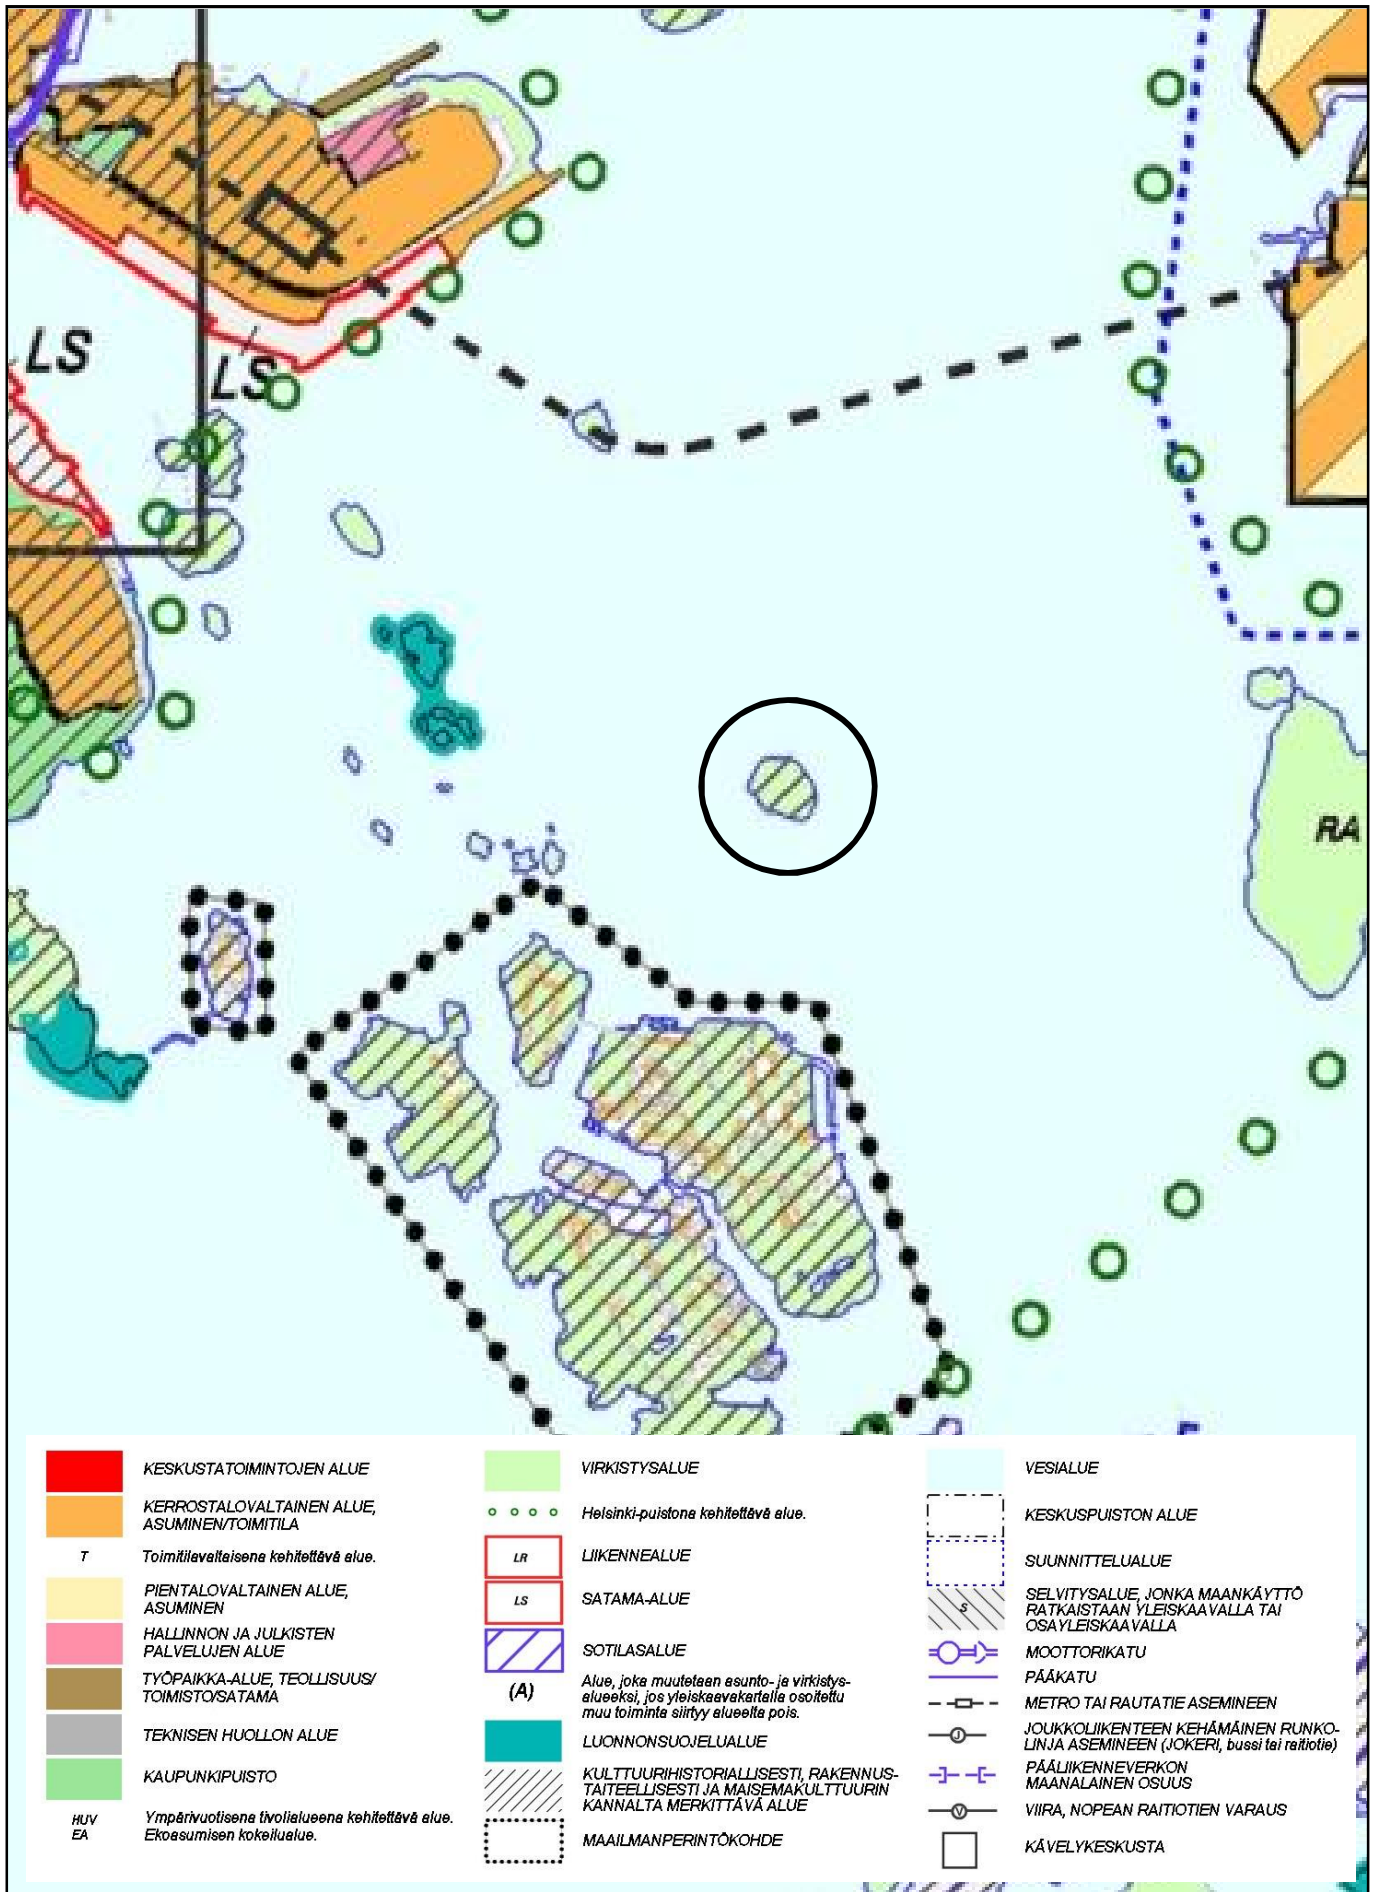 LS
LS
RA
KESKUSTATOIMINTOJEN ALUE
KERROSTALOVALTAINEN ALUE,
ASUMINEN/TOIMITILA
T Toimitilavaltaisena kehitettävä alue.
PIENTALOVALTAINEN ALUE,
ASUMINEN
HALLINNON JA JULKISTEN
PALVELUJEN ALUE
TYÖPAIKKA-ALUE, TEOLLISUUS/
TOIMISTO/SATAMA
TEKNISEN HUOLLON ALUE
KAUPUNKIPUISTO
HUV Ympärivuotisena tivolialueena kehitettävä alue.
EA Ekoasumisen kokeilualue.
VIRKISTYSALUE
Helsinki-puistona kehitettävä alue.
LR LIIKENNEALUE
LS SATAMA-ALUE
SOTILASALUE
(A) Alue, joka muutetaan asunto- ja virkistys-
alueeksi, jos yleiskaavakartalla osoitettu
muu toiminta siirtyy alueelta pois.
LUONNONSUOJELUALUE
KULTTUURIHISTORIALLISESTI, RAKENNUS-
TAITEELLISESTI JA MAISEMAKULTTUURIN
KANNALTA MERKITTÄVÄ ALUE
MAAILMANPERINTÖKOHDE
VESIALUE
KESKUSPUISTON ALUE
SUUNNITTELUALUE
S SELVITYSALUE, JONKA MAANKÄYTTÖ
RATKAISTAAN YLEISKAAVALLA TAI
OSAYLEISKAAVALLA
MOOTTORIKATU
PÄÄKATU
METRO TAI RAUTATIE ASEMINEEN
J JOUKKOLIIKENTEEN KEHÄMÄINEN RUNKO-
LINJA ASEMINEEN (JOKERI, bussi tai raitiotie)
PÄÄLIIKENNEVERKON
MAANALAINEN OSUUS
V VIIRA, NOPEAN RAITIOTIEN VARAUS
KÄVELYKESKUSTA